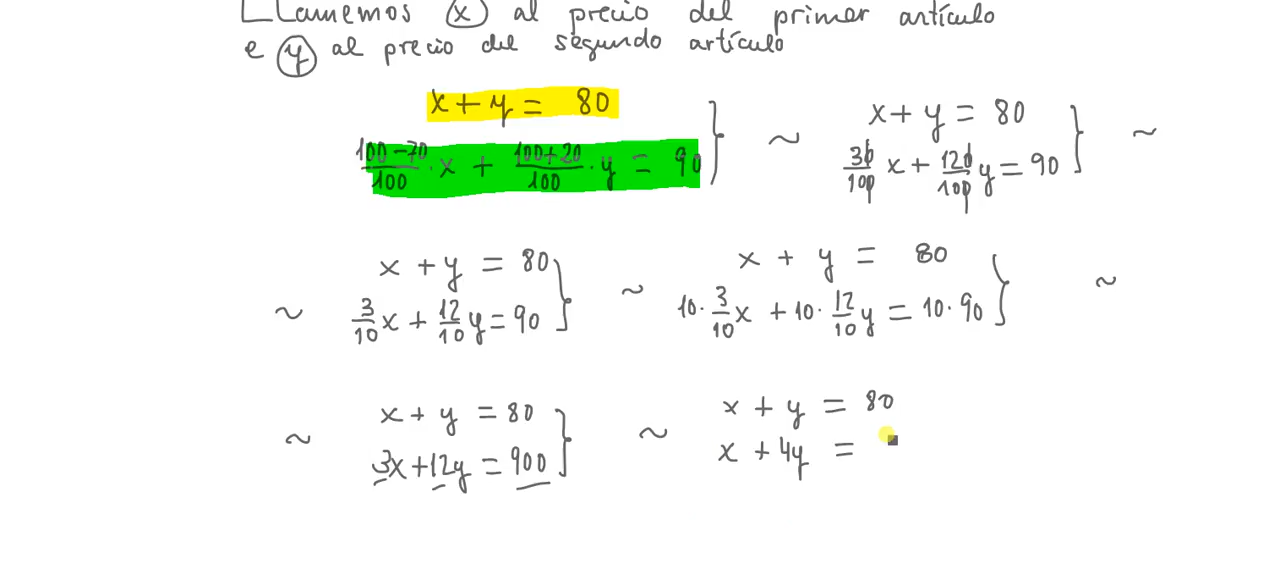 Llamemos x al precio del primer artículo
e y al precio del segundo artículo
x + y = 80
100-70/100 · x + 100+20/100 · y = 90 } ~
x + y = 80
30/100 x + 120/100 y = 90 } ~
~ x + y = 80
3/10 x + 12/10 y = 90 } ~
x + y = 80
10 · 3/10 x + 10 · 12/10 y = 10 · 90 } ~
~ x + y = 80
3x + 12y = 900 } ~
x + y = 80
x + 4y =